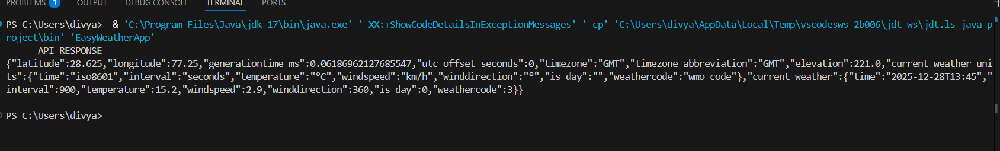 PROBLEMS 1 OUTPUT DEBUG CONSOLE TERMINAL PORTS
PS C:\Users\divya>  & 'C:\Program Files\Java\jdk-17\bin\java.exe' '-XX:+ShowCodeDetailsInExceptionMessages' '-cp' 'C:\Users\divya\AppData\Local\Temp\vscodesws_2b006\jdt_ws\jdt.ls-java-p
roject\bin' 'EasyWeatherApp'
===== API RESPONSE =====
{"latitude":28.625,"longitude":77.25,"generationtime_ms":0.06186962127685547,"utc_offset_seconds":0,"timezone":"GMT","timezone_abbreviation":"GMT","elevation":221.0,"current_weather_uni
ts":{"time":"iso8601","interval":"seconds","temperature":"°C","windspeed":"km/h","winddirection":"°","is_day":"","weathercode":"wmo code"},"current_weather":{"time":"2025-12-28T13:45","
interval":900,"temperature":15.2,"windspeed":2.9,"winddirection":360,"is_day":0,"weathercode":3}}
========================
PS C:\Users\divya>